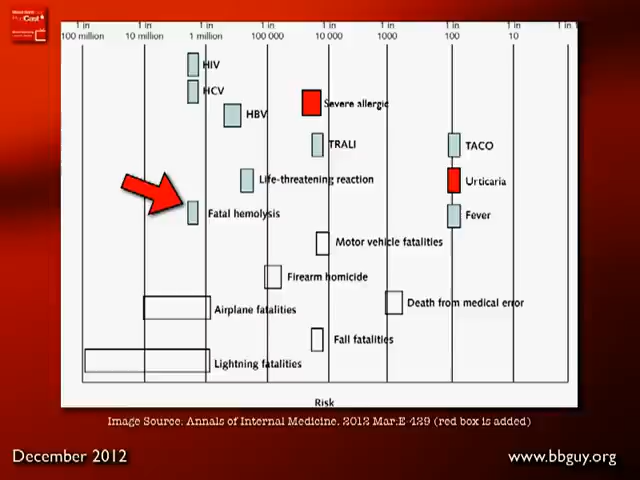 1 in 1 in 1 in 1 in 1 in 1 in 1 in 1 in
100 million 10 million 1 million 100 000 10 000 1000 100 10
HIV
HCV
Severe allergic
HBV
TRALI
TACO
Life-threatening reaction
Urticaria
Fatal hemolysis
Fever
Motor vehicle fatalities
Firearm homicide
Airplane fatalities
Death from medical error
Fall fatalities
Lightning fatalities
Risk
Image Source: Annals of Internal Medicine, 2012 Mar:E-429 (red box is added)
December 2012
www.bbguy.org